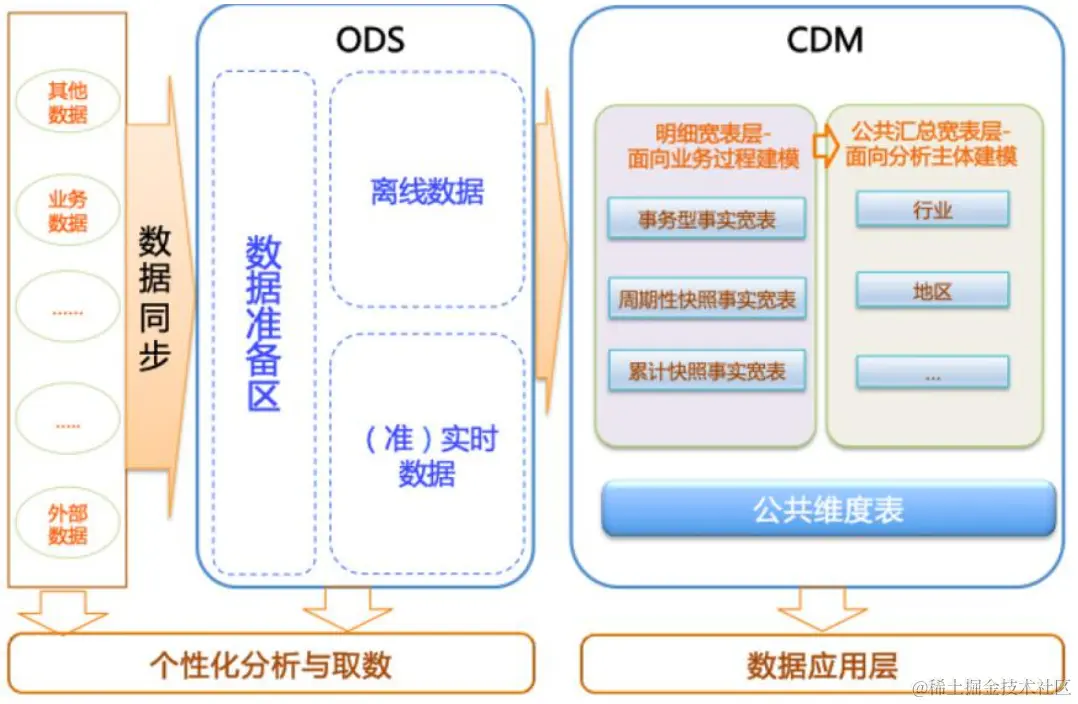 其他
数据
业务
数据
......
.....
外部
数据
数据同步
ODS
数据准备区
离线数据
（准）实时
数据
CDM
明细宽表层-
面向业务过程建模
事务型事实宽表
周期性快照事实宽表
累计快照事实宽表
公共汇总宽表层-
面向分析主体建模
行业
地区
...
公共维度表
个性化分析与取数
数据应用层
@稀土掘金技术社区